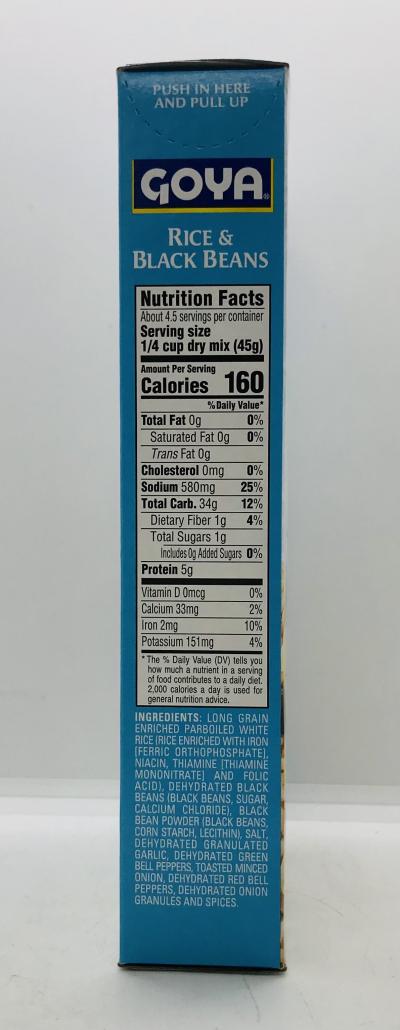 PUSH IN HERE
AND PULL UP
GOYA®
RICE &
BLACK BEANS
Nutrition Facts
About 4.5 servings per container
Serving size
1/4 cup dry mix (45g)
Amount Per Serving
Calories 160
% Daily Value*
Total Fat 0g 0%
Saturated Fat 0g 0%
Trans Fat 0g
Cholesterol 0mg 0%
Sodium 580mg 25%
Total Carb. 34g 12%
Dietary Fiber 1g 4%
Total Sugars 1g
Includes 0g Added Sugars 0%
Protein 5g
Vitamin D 0mcg 0%
Calcium 33mg 2%
Iron 2mg 10%
Potassium 151mg 4%
* The % Daily Value (DV) tells you
how much a nutrient in a serving
of food contributes to a daily diet.
2,000 calories a day is used for
general nutrition advice.
INGREDIENTS: LONG GRAIN
ENRICHED PARBOILED WHITE
RICE (RICE ENRICHED WITH IRON
[FERRIC ORTHOPHOSPHATE),
NIACIN, THIAMINE [THIAMINE
MONONITRATE] AND FOLIC
ACID), DEHYDRATED BLACK
BEANS (BLACK BEANS, SUGAR,
CALCIUM CHLORIDE), BLACK
BEAN POWDER (BLACK BEANS,
CORN STARCH, LECITHIN), SALT,
DEHYDRATED GRANULATED
GARLIC, DEHYDRATED GREEN
BELL PEPPERS, TOASTED MINCED
ONION, DEHYDRATED RED BELL
PEPPERS, DEHYDRATED ONION
GRANULES AND SPICES.